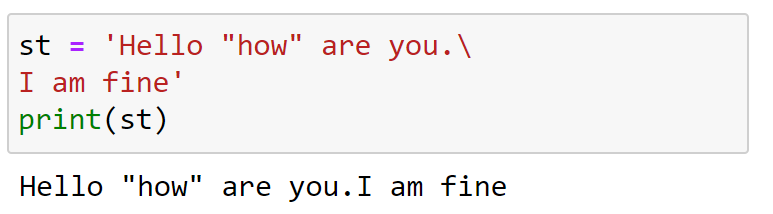 st = 'Hello "how" are you.\
I am fine'
print(st)
Hello "how" are you.I am fine